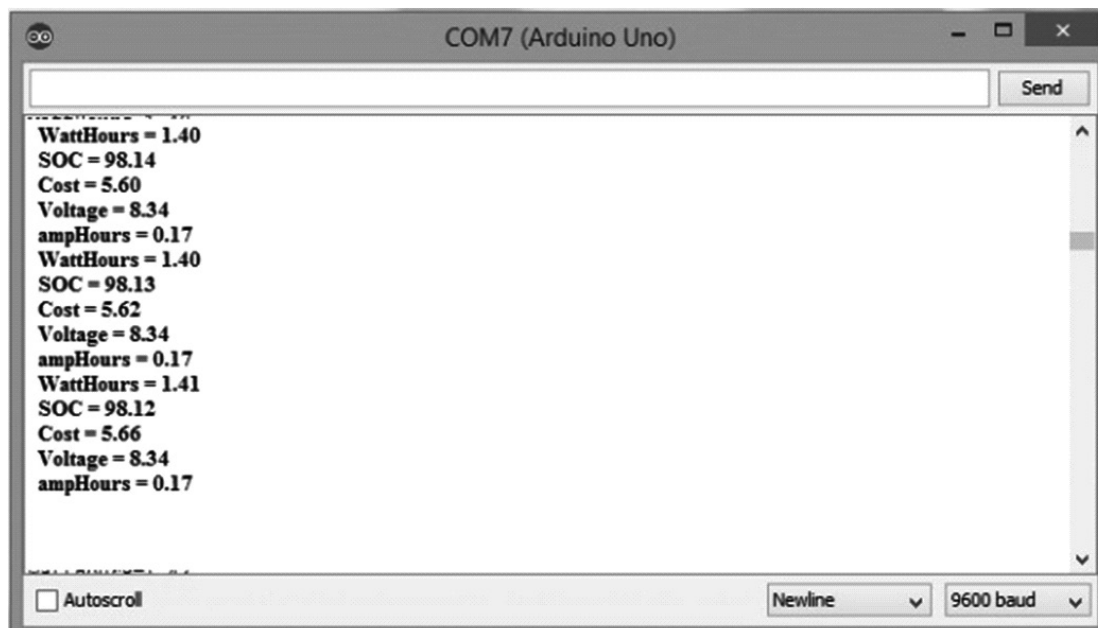 COM7 (Arduino Uno)
Send
WattHours = 1.40
SOC = 98.14
Cost = 5.60
Voltage = 8.34
ampHours = 0.17
WattHours = 1.40
SOC = 98.13
Cost = 5.62
Voltage = 8.34
ampHours = 0.17
WattHours = 1.41
SOC = 98.12
Cost = 5.66
Voltage = 8.34
ampHours = 0.17
Autoscroll
Newline
9600 baud